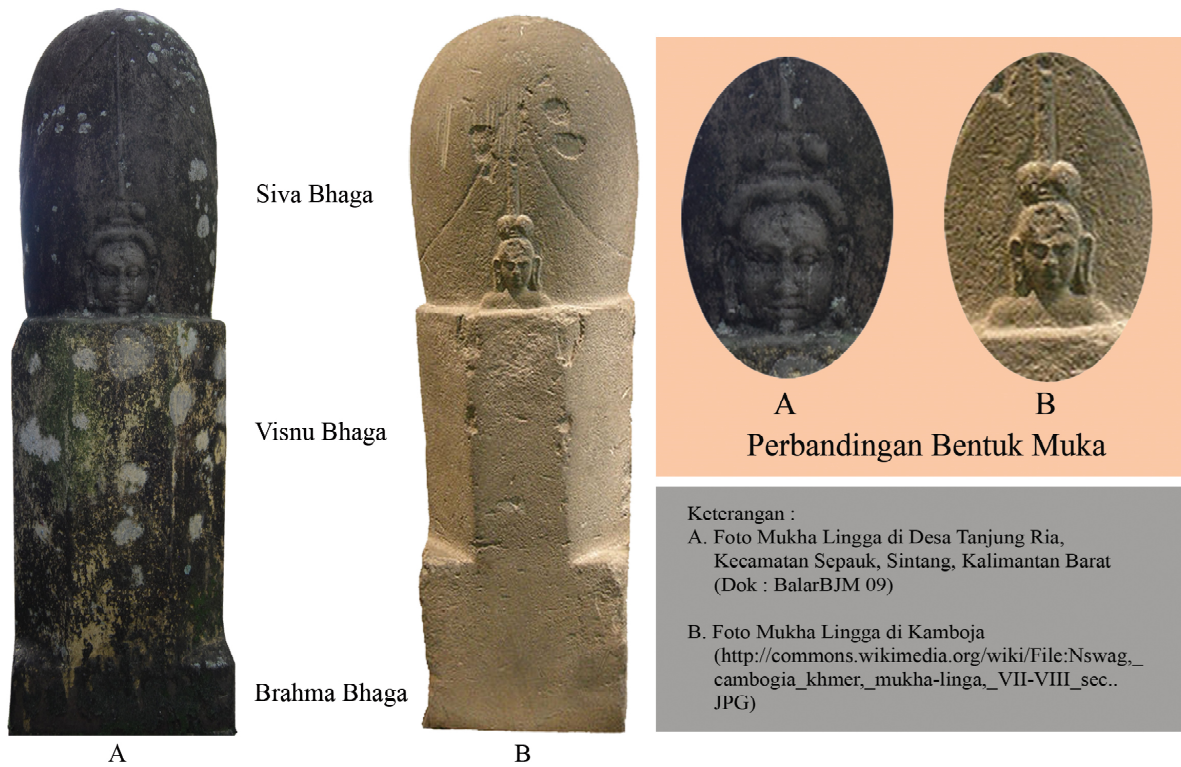 Siva Bhaga
Visnu Bhaga
Brahma Bhaga
A
B
A
B
Perbandingan Bentuk Muka
Keterangan :
A. Foto Mukha Lingga di Desa Tanjung Ria,
Kecamatan Sepauk, Sintang, Kalimantan Barat
(Dok : BalarBJM 09)
B. Foto Mukha Lingga di Kamboja
(http://commons.wikimedia.org/wiki/File:Nswag,_
cambogia_khmer,_mukha-linga,_VII-VIII_sec..
JPG)